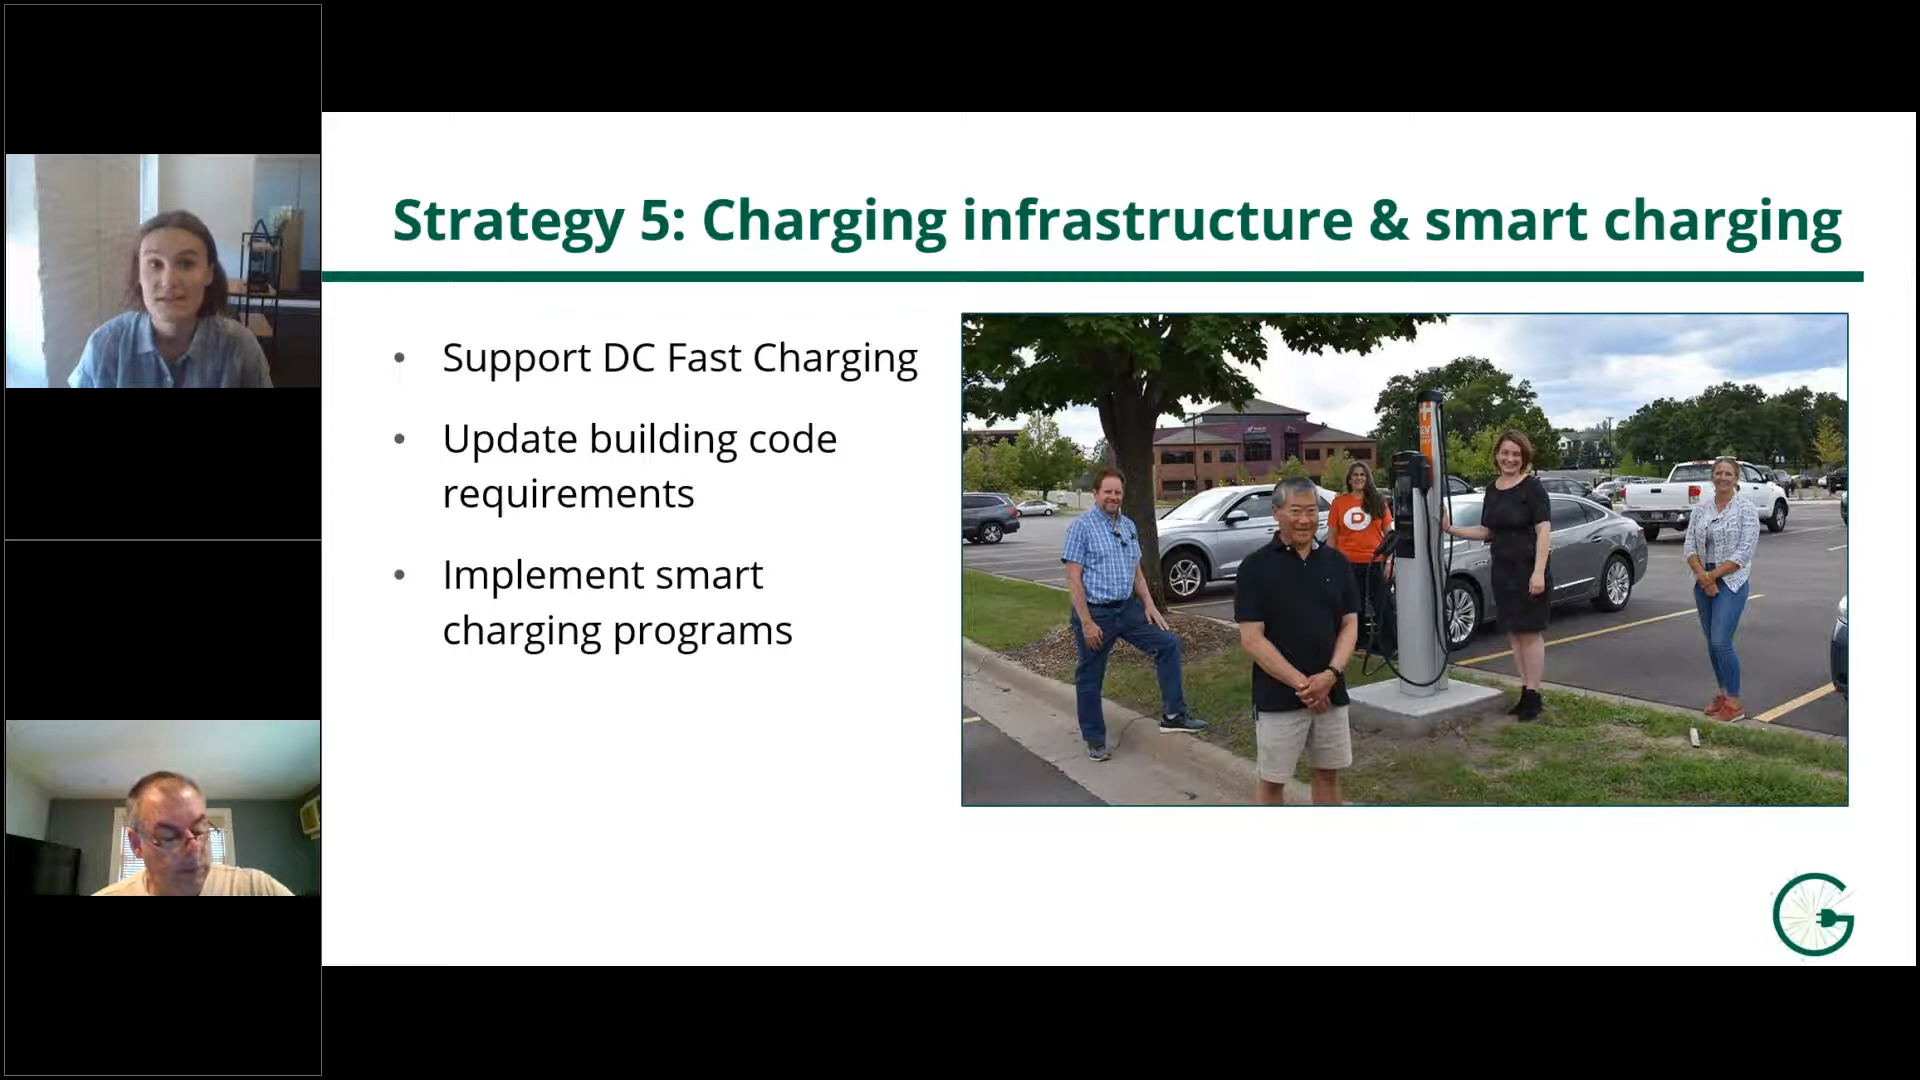 Strategy 5: Charging infrastructure & smart charging
• Support DC Fast Charging
• Update building code
requirements
• Implement smart
charging programs